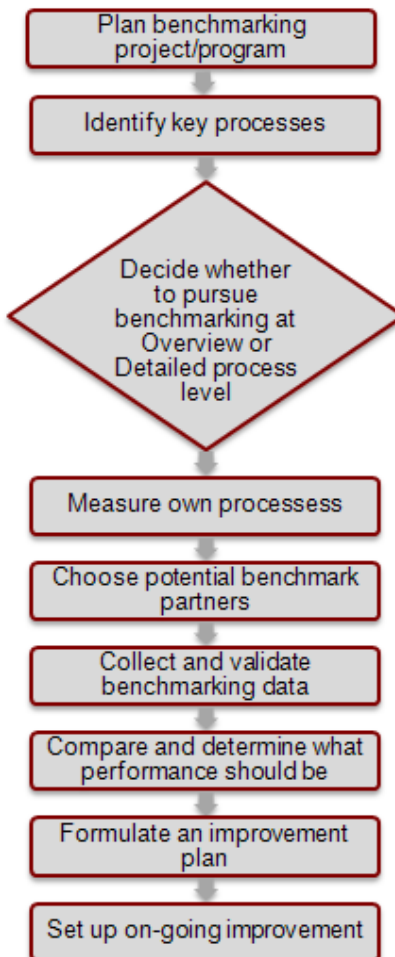 Plan benchmarking
project/program
Identify key processes
Decide whether
to pursue
benchmarking at
Overview or
Detailed process
level
Measure own processess
Choose potential benchmark
partners
Collect and validate
benchmarking data
Compare and determine what
performance should be
Formulate an improvement
plan
Set up on-going improvement